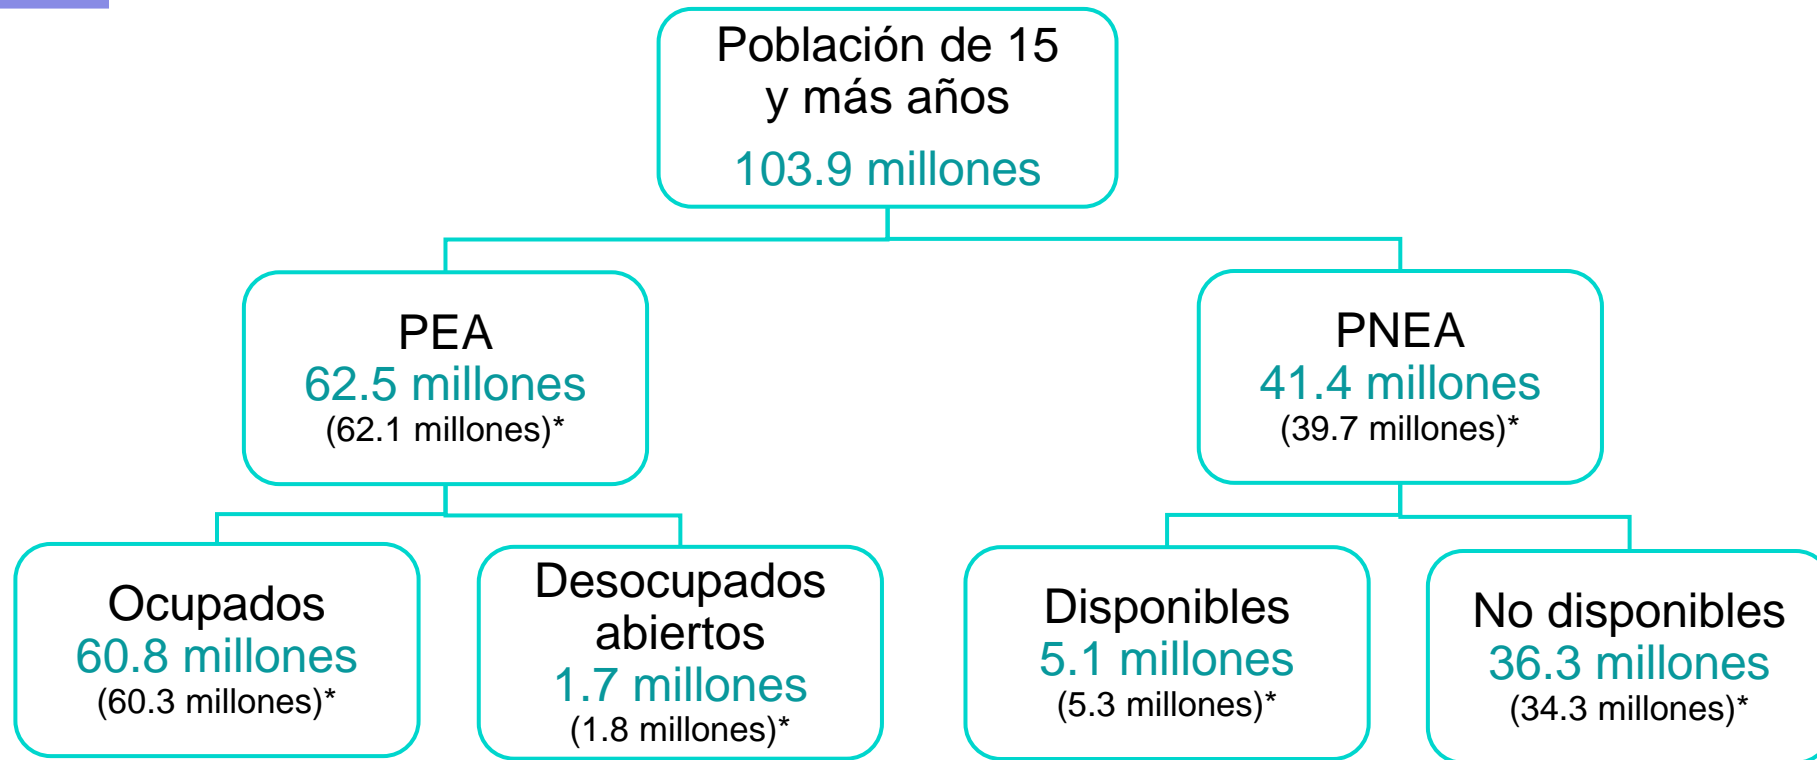 Población de 15
y más años
103.9 millones
PEA
62.5 millones
(62.1 millones)*
PNEA
41.4 millones
(39.7 millones)*
Ocupados
60.8 millones
(60.3 millones)*
Desocupados
abiertos
1.7 millones
(1.8 millones)*
Disponibles
5.1 millones
(5.3 millones)*
No disponibles
36.3 millones
(34.3 millones)*